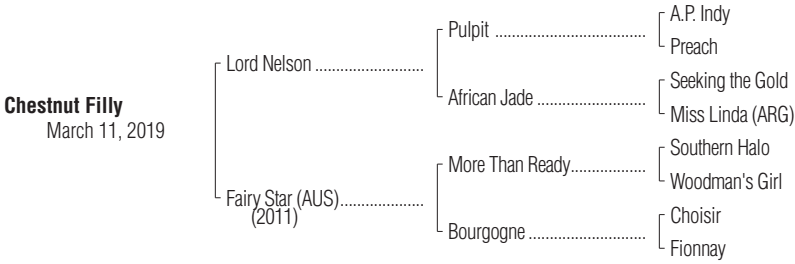 A.P. Indy
Pulpit ....................................
Preach
Lord Nelson ..........................
Seeking the Gold
African Jade ..........................
Miss Linda (ARG)
Chestnut Filly
March 11, 2019
Southern Halo
More Than Ready..................
Woodman's Girl
Fairy Star (AUS)....................
(2011)
Choisir
Bourgogne ............................
Fionnay